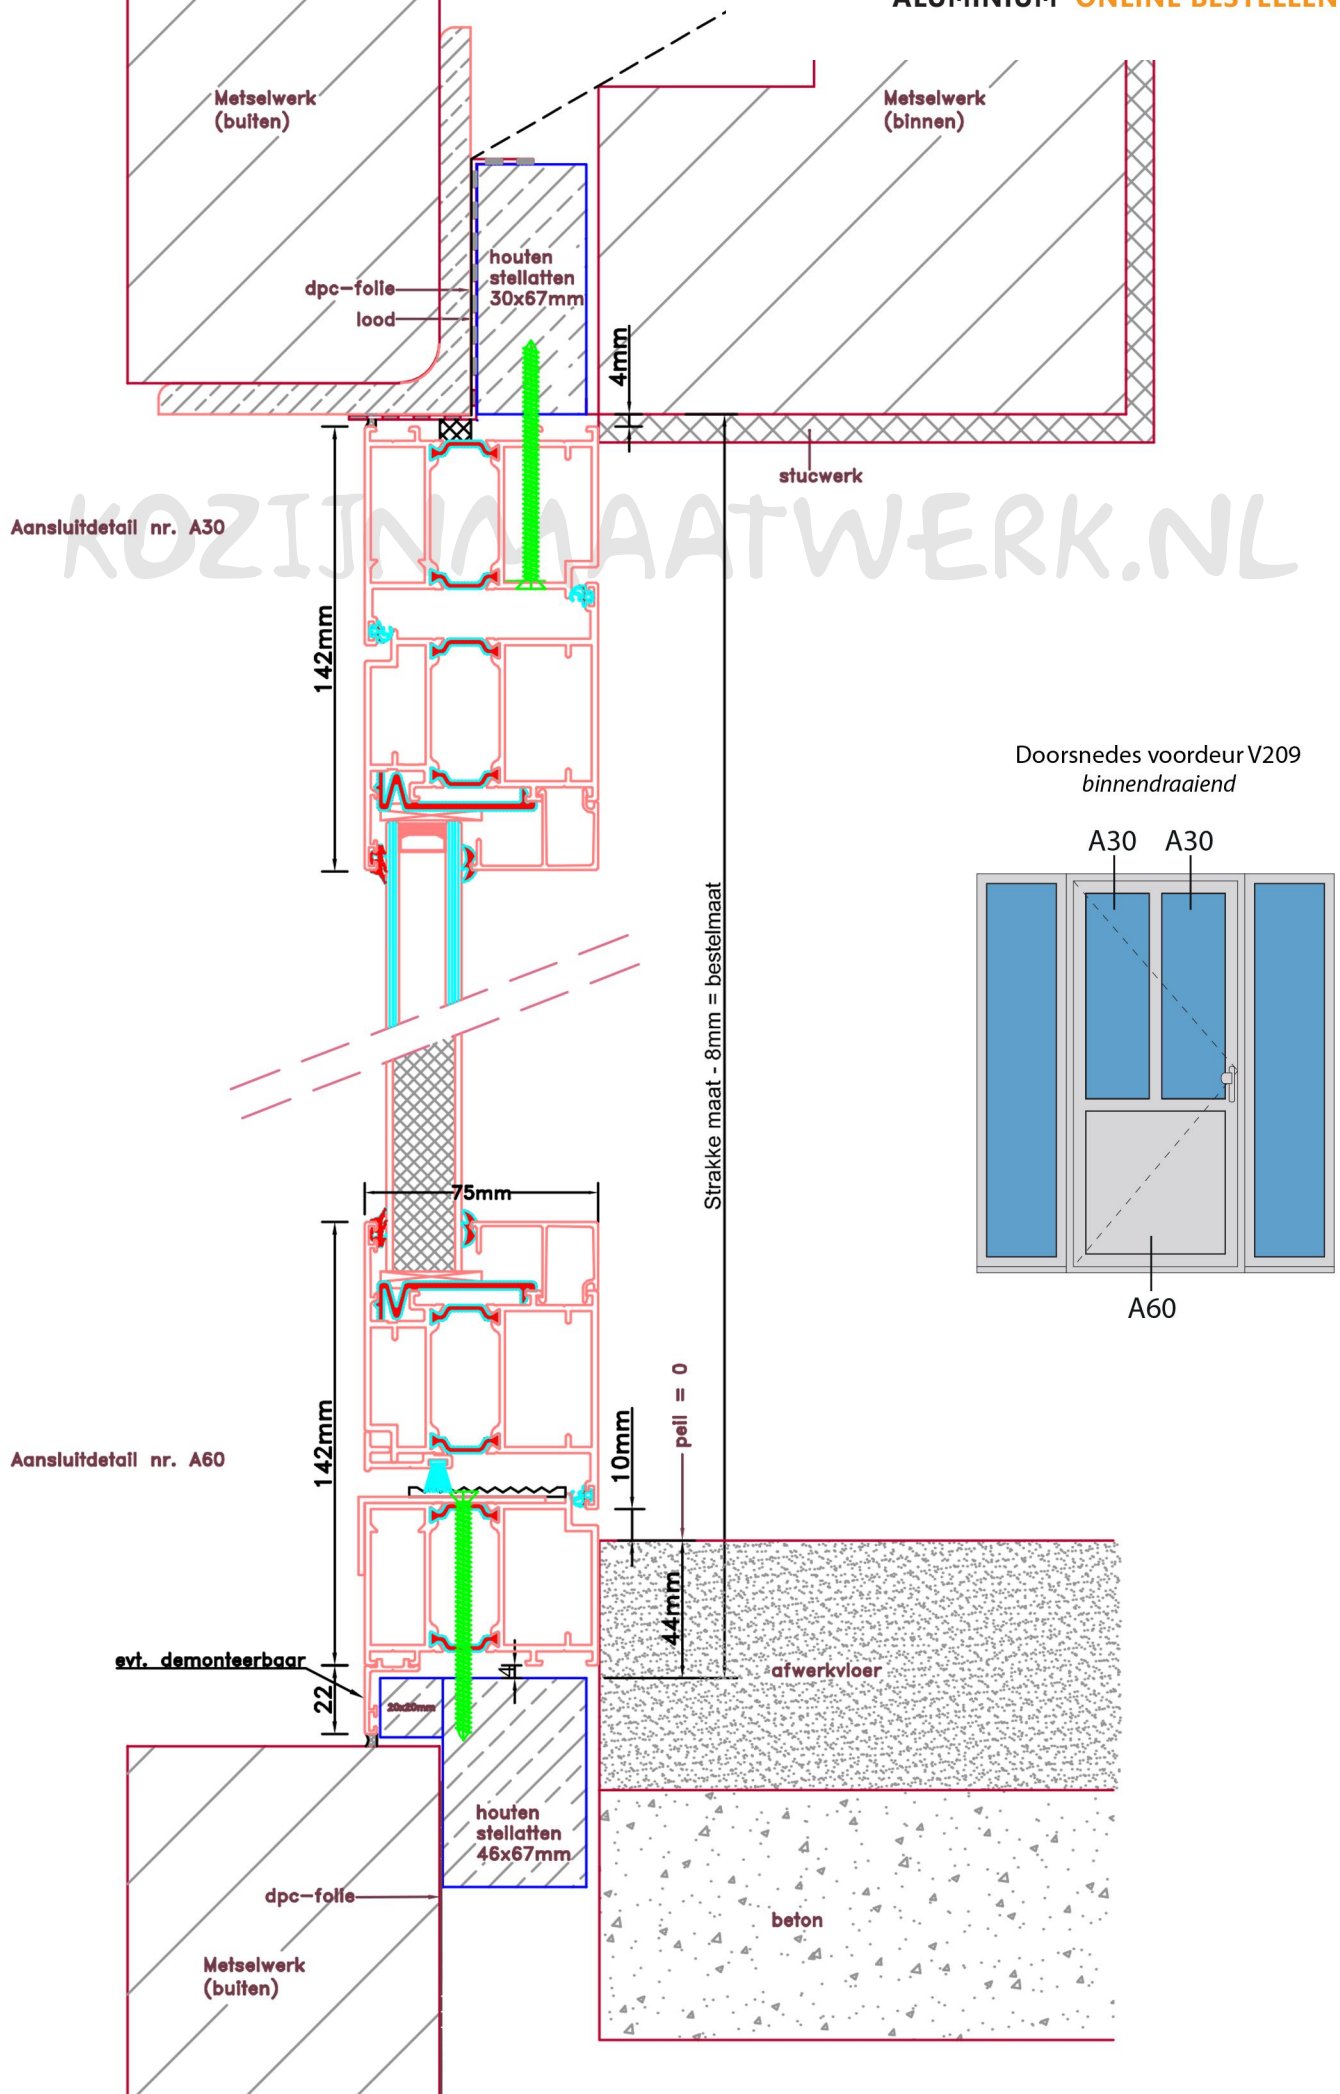 ALUMINIUM ONLINE BESTELLEN
Metselwerk
(buiten)
Metselwerk
(binnen)
houten
stellatten
30x67mm
dpc-folie
lood
4mm
stucwerk
KOZIJNMAATWERK.NL
Aansluitdetail nr. A30
142mm
Doorsnedes voordeur V209
binnendraaiend
A30 A30
Strakke maat - 8mm = bestelmaat
75mm
A60
peil = 0
10mm
142mm
Aansluitdetail nr. A60
44mm
evt. demonteerbaar
4
afwerkvloer
22
20x20mm
houten
stellatten
46x67mm
dpc-folie
beton
Metselwerk
(buiten)